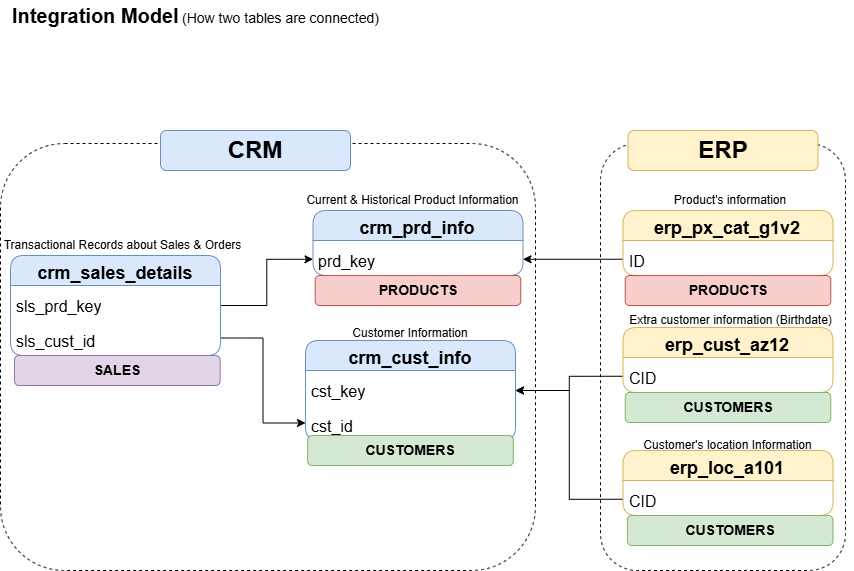 Integration Model (How two tables are connected)
CRM
ERP
Transactional Records about Sales & Orders
crm_sales_details
sls_prd_key
sls_cust_id
SALES
Current & Historical Product Information
crm_prd_info
prd_key
PRODUCTS
Customer Information
crm_cust_info
cst_key
cst_id
CUSTOMERS
Product's information
erp_px_cat_g1v2
ID
PRODUCTS
Extra customer information (Birthdate)
erp_cust_az12
CID
CUSTOMERS
Customer's location Information
erp_loc_a101
CID
CUSTOMERS